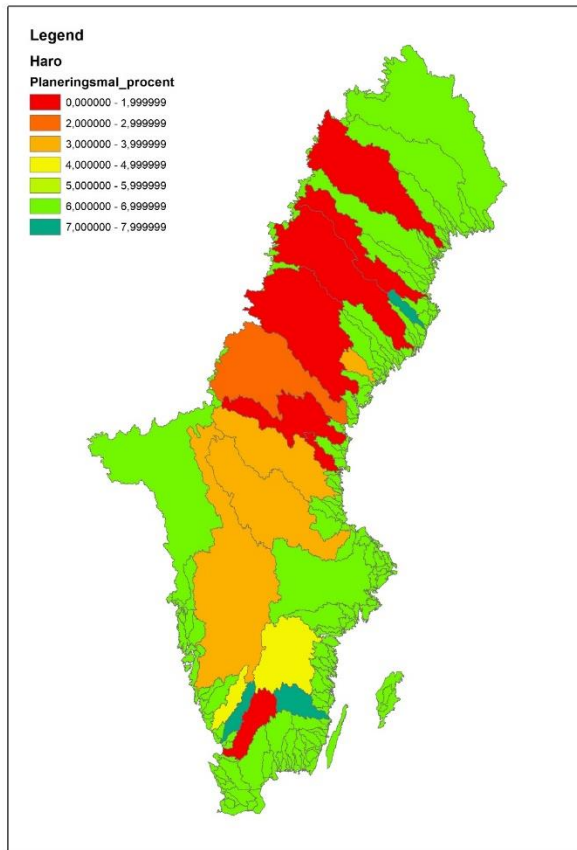 Legend
Haro
Planeringsmal_procent
0,000000 - 1,999999
2,000000 - 2,999999
3,000000 - 3,999999
4,000000 - 4,999999
5,000000 - 5,999999
6,000000 - 6,999999
7,000000 - 7,999999